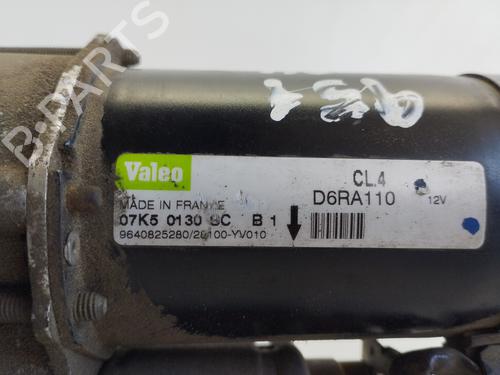 B-PARTS
Valeo
CL.4
MADE IN FRANCE
D6RA110 12V
07K5 0130 SC B 1
9640825280/28100-YV010